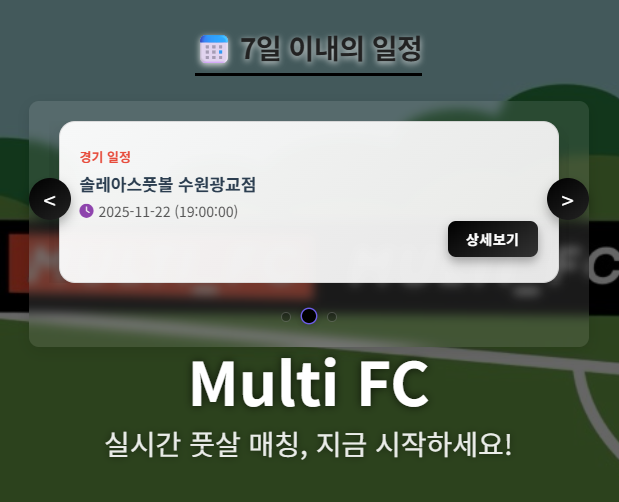 7일 이내의 일정
경기 일정
솔레아스풋볼 수원광교점
2025-11-22 (19:00:00)
<
>
상세보기
FC
Multi FC
실시간 풋살 매칭, 지금 시작하세요!